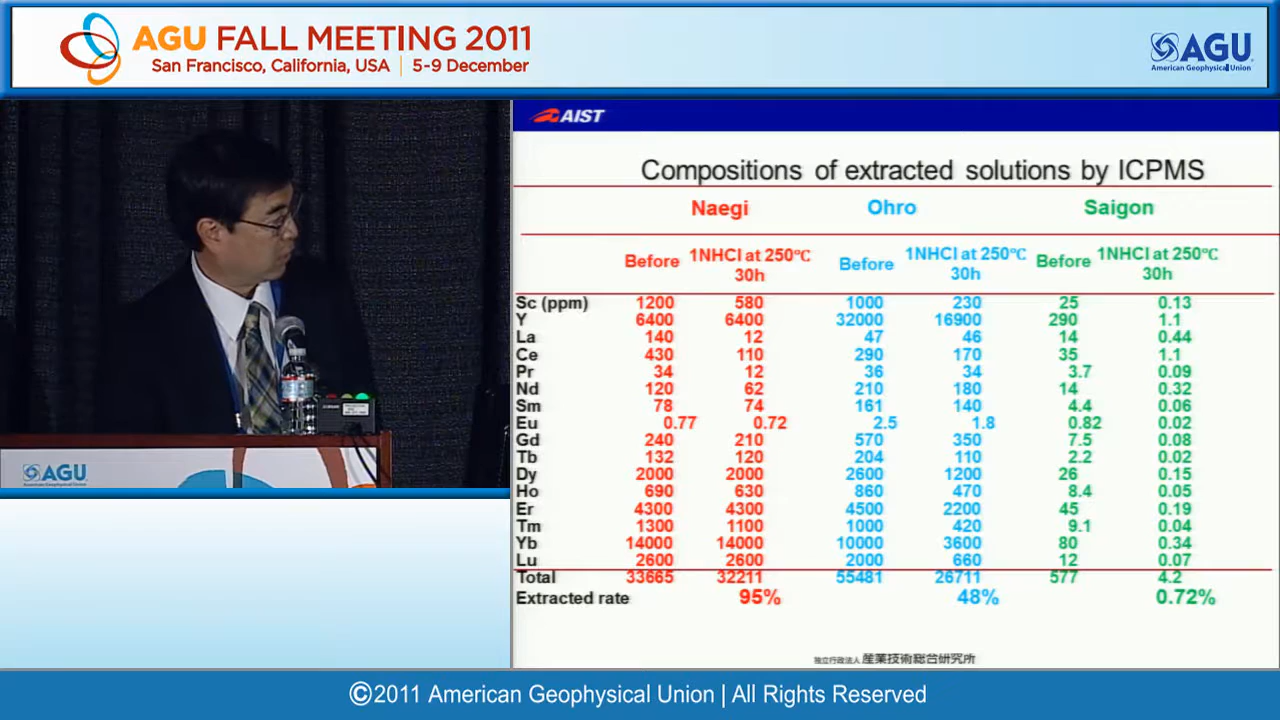 AGU FALL MEETING 2011
San Francisco, California, USA | 5-9 December
AGU
American Geophysical Union
AIST
Compositions of extracted solutions by ICPMS
Naegi Ohro Saigon
Before 1NHCl at 250℃ 30h Before 1NHCl at 250℃ 30h Before 1NHCl at 250℃ 30h
Sc (ppm) 1200 580 1000 230 25 0.13
Y 6400 6400 32000 16900 290 1.1
La 140 12 47 46 14 0.44
Ce 430 110 290 170 35 1.1
Pr 34 12 36 34 3.7 0.09
Nd 120 62 210 180 14 0.32
Sm 78 74 161 140 4.4 0.06
Eu 0.77 0.72 2.5 1.8 0.82 0.02
Gd 240 210 570 350 7.5 0.08
Tb 132 120 204 110 2.2 0.02
Dy 2000 2000 2600 1200 26 0.15
Ho 690 630 860 470 8.4 0.05
Er 4300 4300 4500 2200 45 0.19
Tm 1300 1100 1000 420 9.1 0.04
Yb 14000 14000 10000 3600 80 0.34
Lu 2600 2600 2000 660 12 0.07
Total 33665 32211 55481 26711 577 4.2
Extracted rate 95% 48% 0.72%
独立行政法人 産業技術総合研究所
AGU
American Geophysical Union
©2011 American Geophysical Union | All Rights Reserved